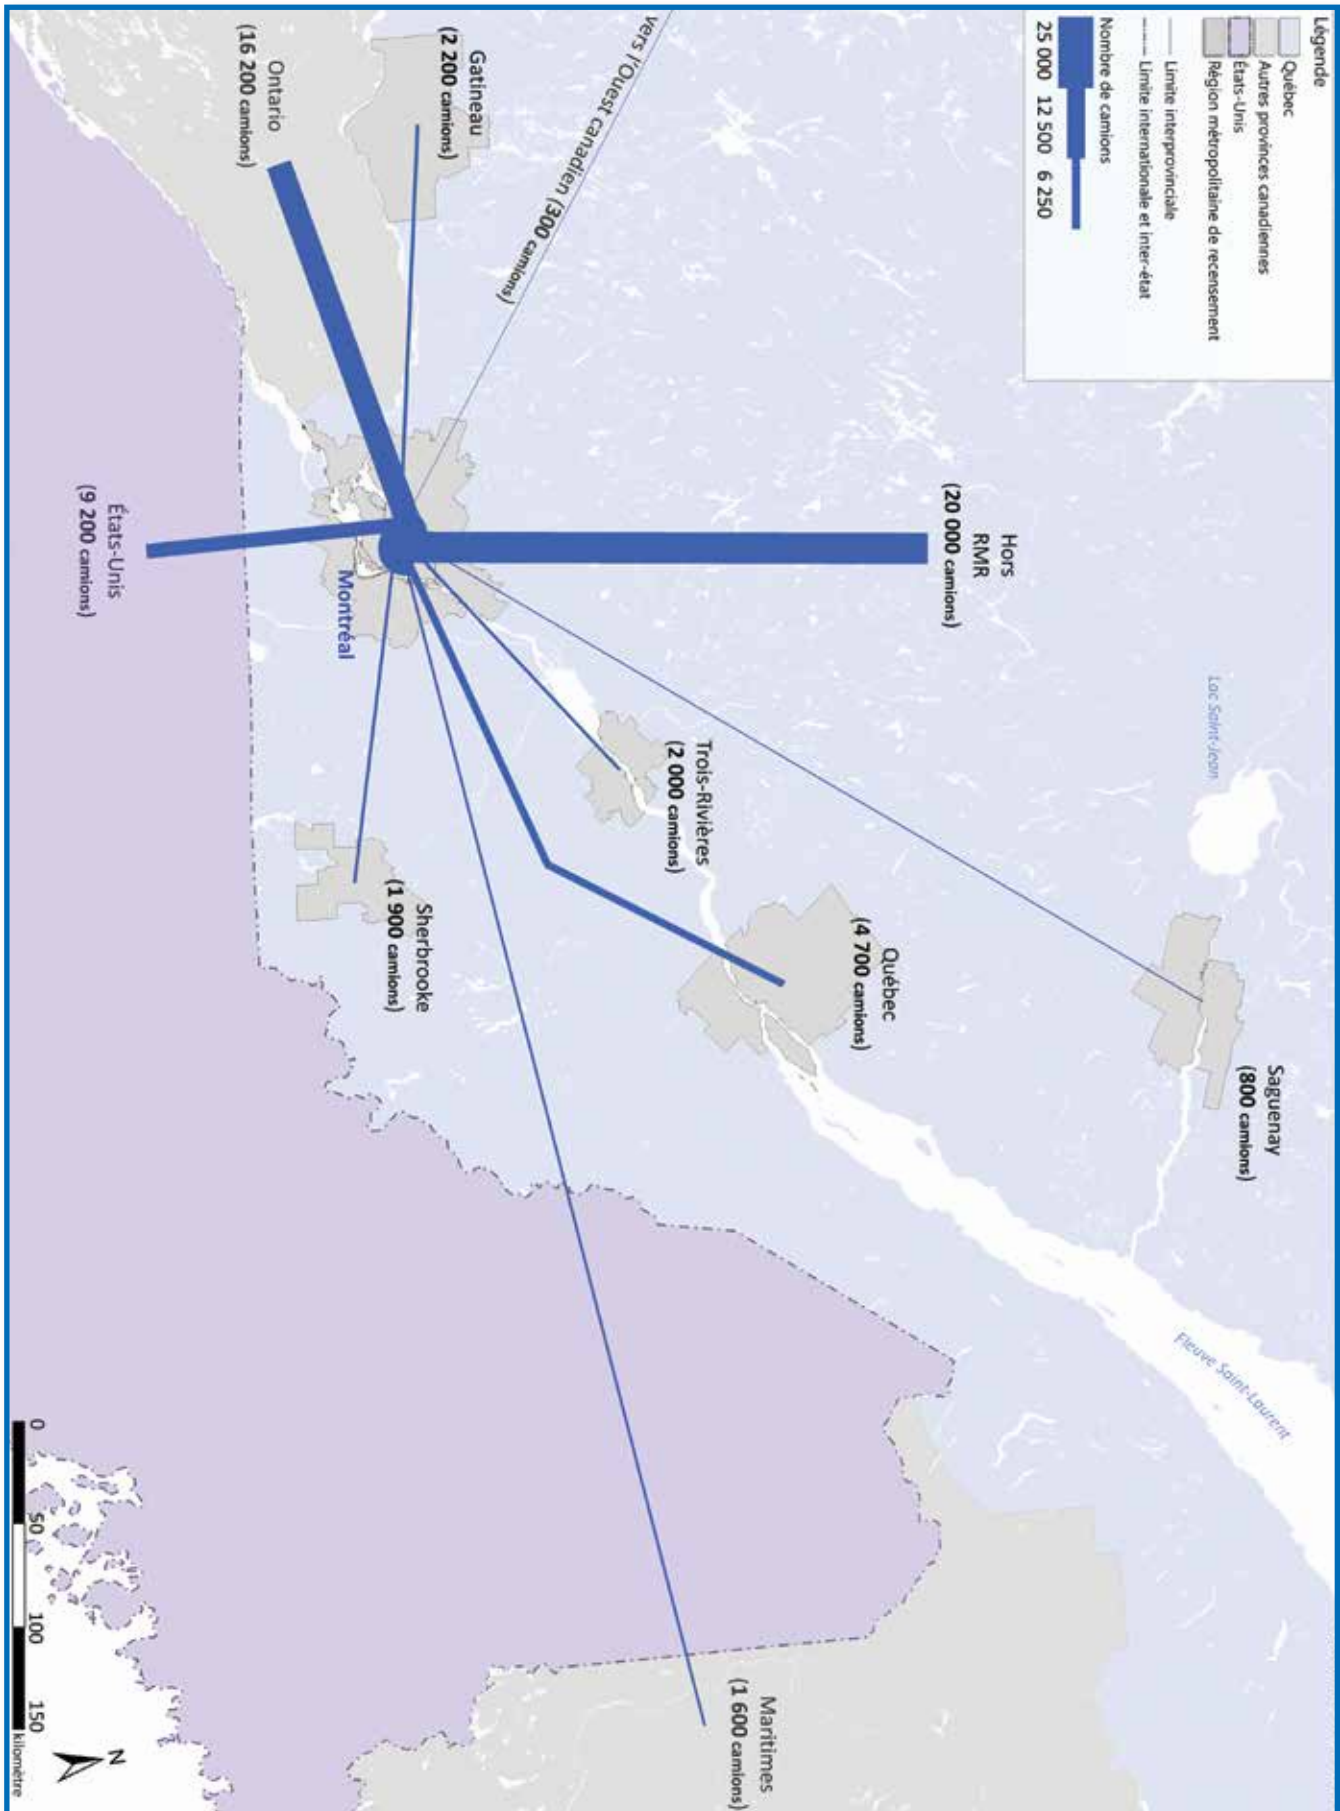 Légende
Québec
Autres provinces canadiennes
États-Unis
Région métropolitaine de recensement
Limite interprovinciale
Limite internationale et inter-état
Nombre de camions
25 000 12 500 6 250
Lac Saint-Jean
Saguenay
(800 camions)
Hors
RMR
(20 000 camions)
Québec
(4 700 camions)
Fleuve Saint-Laurent
vers l'Ouest canadien (300 camions)
Trois-Rivières
(2 000 camions)
Maritimes
(1 600 camions)
Gatineau
(2 200 camions)
Sherbrooke
(1 900 camions)
Montréal
Ontario
(16 200 camions)
États-Unis
(9 200 camions)
N
0 50 100 150
kilomètre